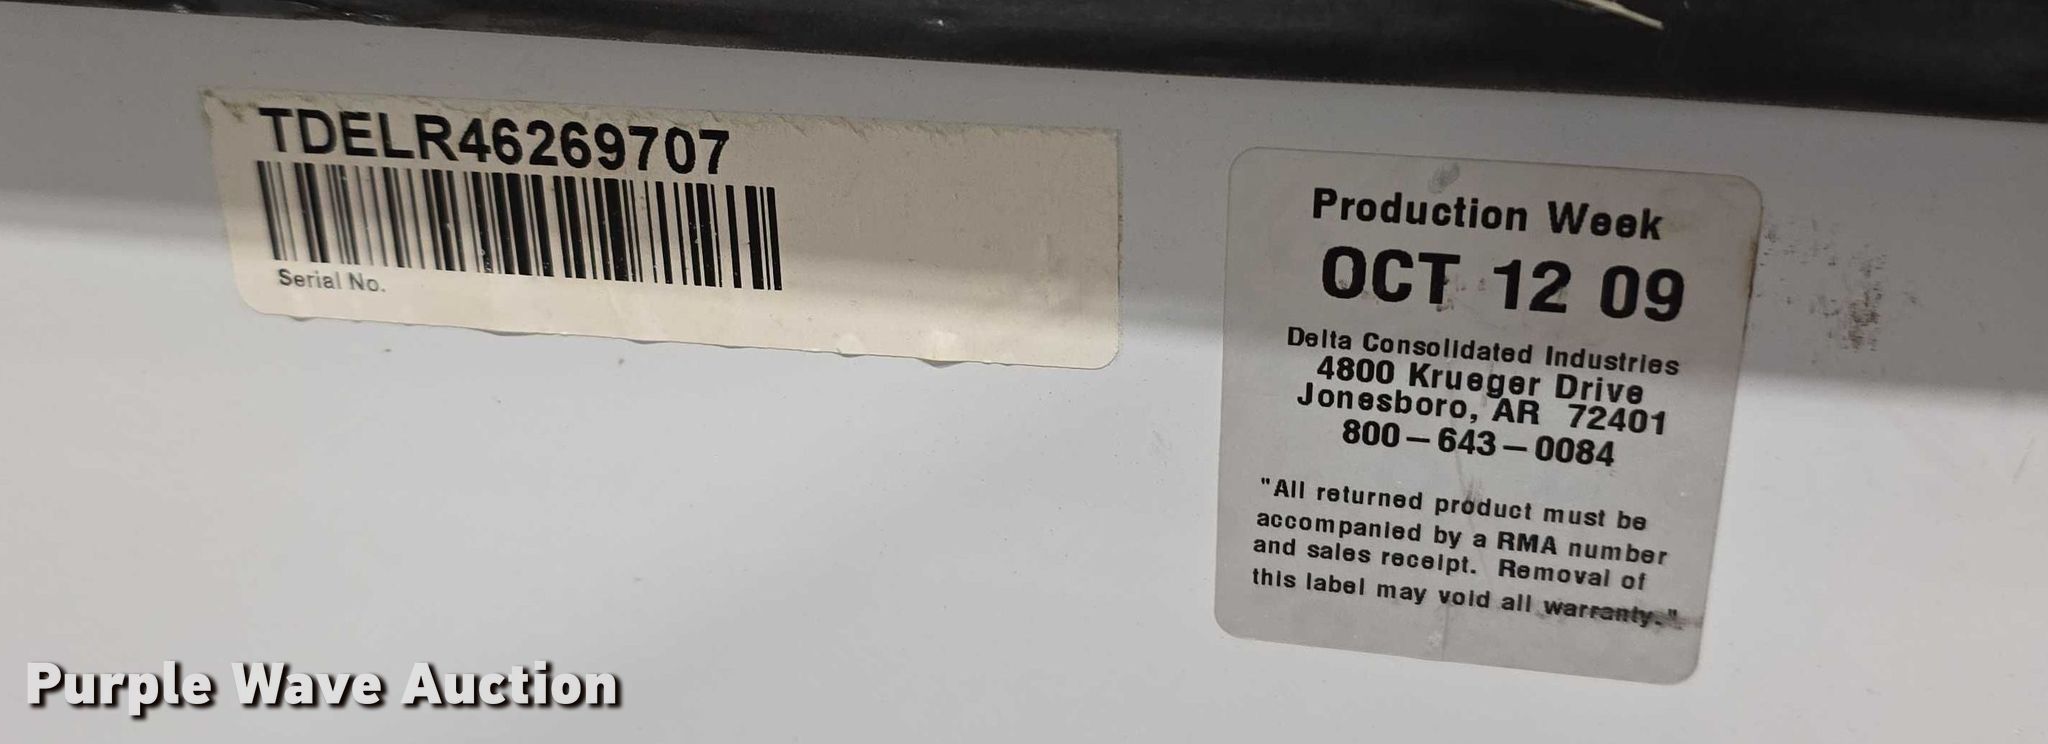 TDELR46269707
Serial No.
Production Week
OCT 12 09
Delta Consolidated Industries
4800 Krueger Drive
Jonesboro, AR 72401
800-643-0084
"All returned product must be
accompanied by a RMA number
and sales receipt. Removal of
this label may void all warranty."
Purple Wave Auction